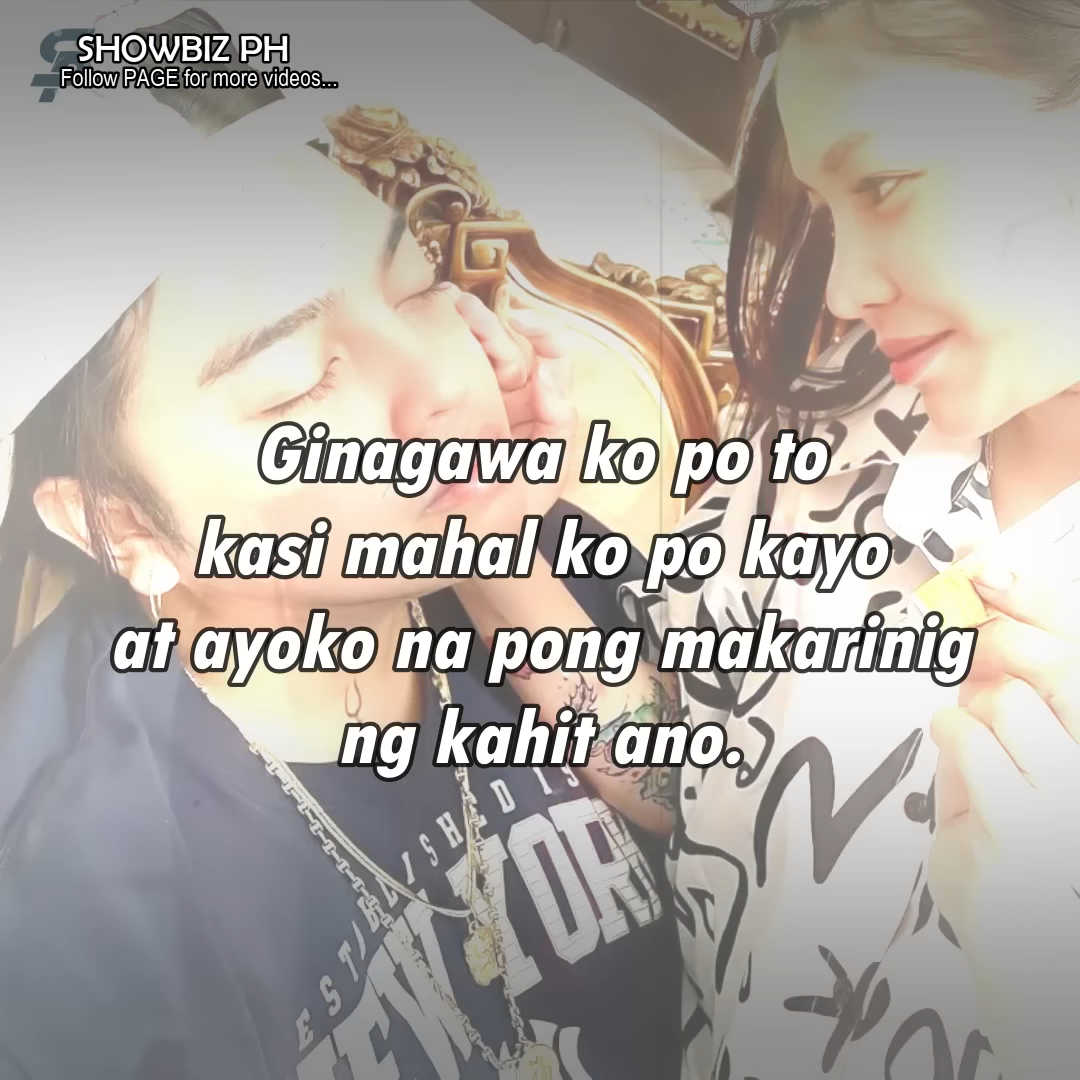 SHOWBIZ PH
Follow PAGE for more videos...
Ginagawa ko po to
kasi mahal ko po kayo
at ayoko na pong makarinig
ng kahit ano.